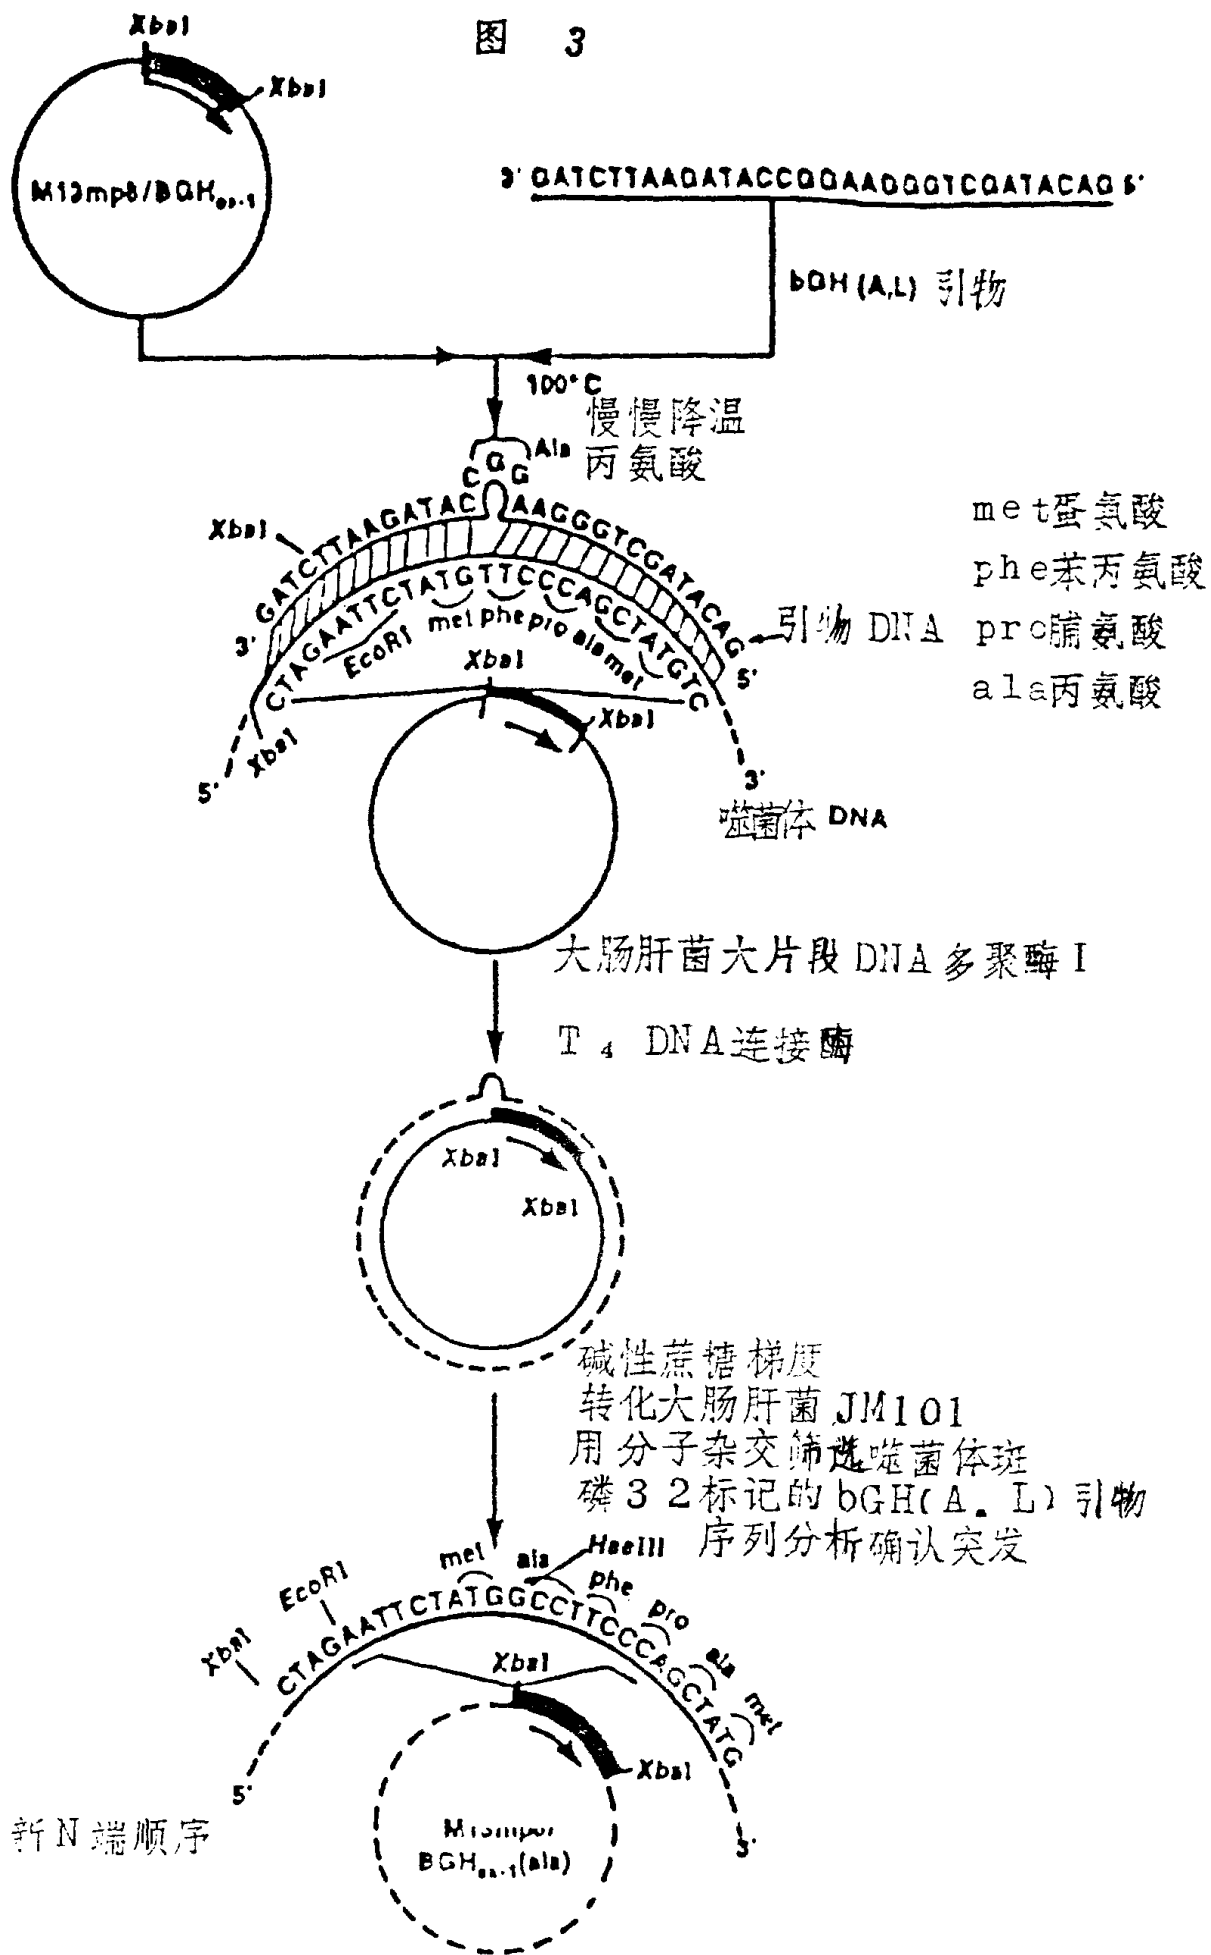 图 3
XbaI
XbaI
M13mp8/BGHex-1
3' GATCTTAAGATACCGGAAGGGTCGATACAG 5'
bGH (A,L) 引物
100°C
慢慢降温
丙氨酸
Ala
CGG
XbaI
3' GATCTTAAGATAC AAGGGTCGATACAG 5'
CTAGAATTCTATGTTCCCAGCTATGTC
EcoRI
met phe pro ala met
引物 DNA
met蛋氨酸
phe苯丙氨酸
pro脯氨酸
ala丙氨酸
XbaI
XbaI
XbaI
5'
3'
噬菌体 DNA
大肠肝菌大片段 DNA 多聚酶 I
T4 DNA连接酶
XbaI
XbaI
碱性蔗糖梯度
转化大肠肝菌 JM101
用分子杂交筛选噬菌体斑
磷32标记的 bGH(A.L) 引物
序列分析确认突发
met ala HaeIII
phe pro ala met
EcoRI
XbaI
CTAGAATTCTATGGCCTTCCCAGCTATG
XbaI
XbaI
5'
3'
新N端顺序
BGHex-1(ala)